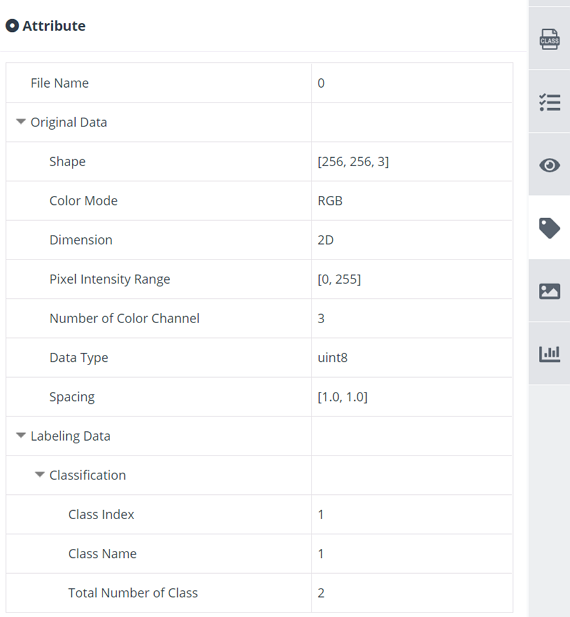 Attribute
CLASS
File Name 0
Original Data
Shape [256, 256, 3]
Color Mode RGB
Dimension 2D
Pixel Intensity Range [0, 255]
Number of Color Channel 3
Data Type uint8
Spacing [1.0, 1.0]
Labeling Data
Classification
Class Index 1
Class Name 1
Total Number of Class 2